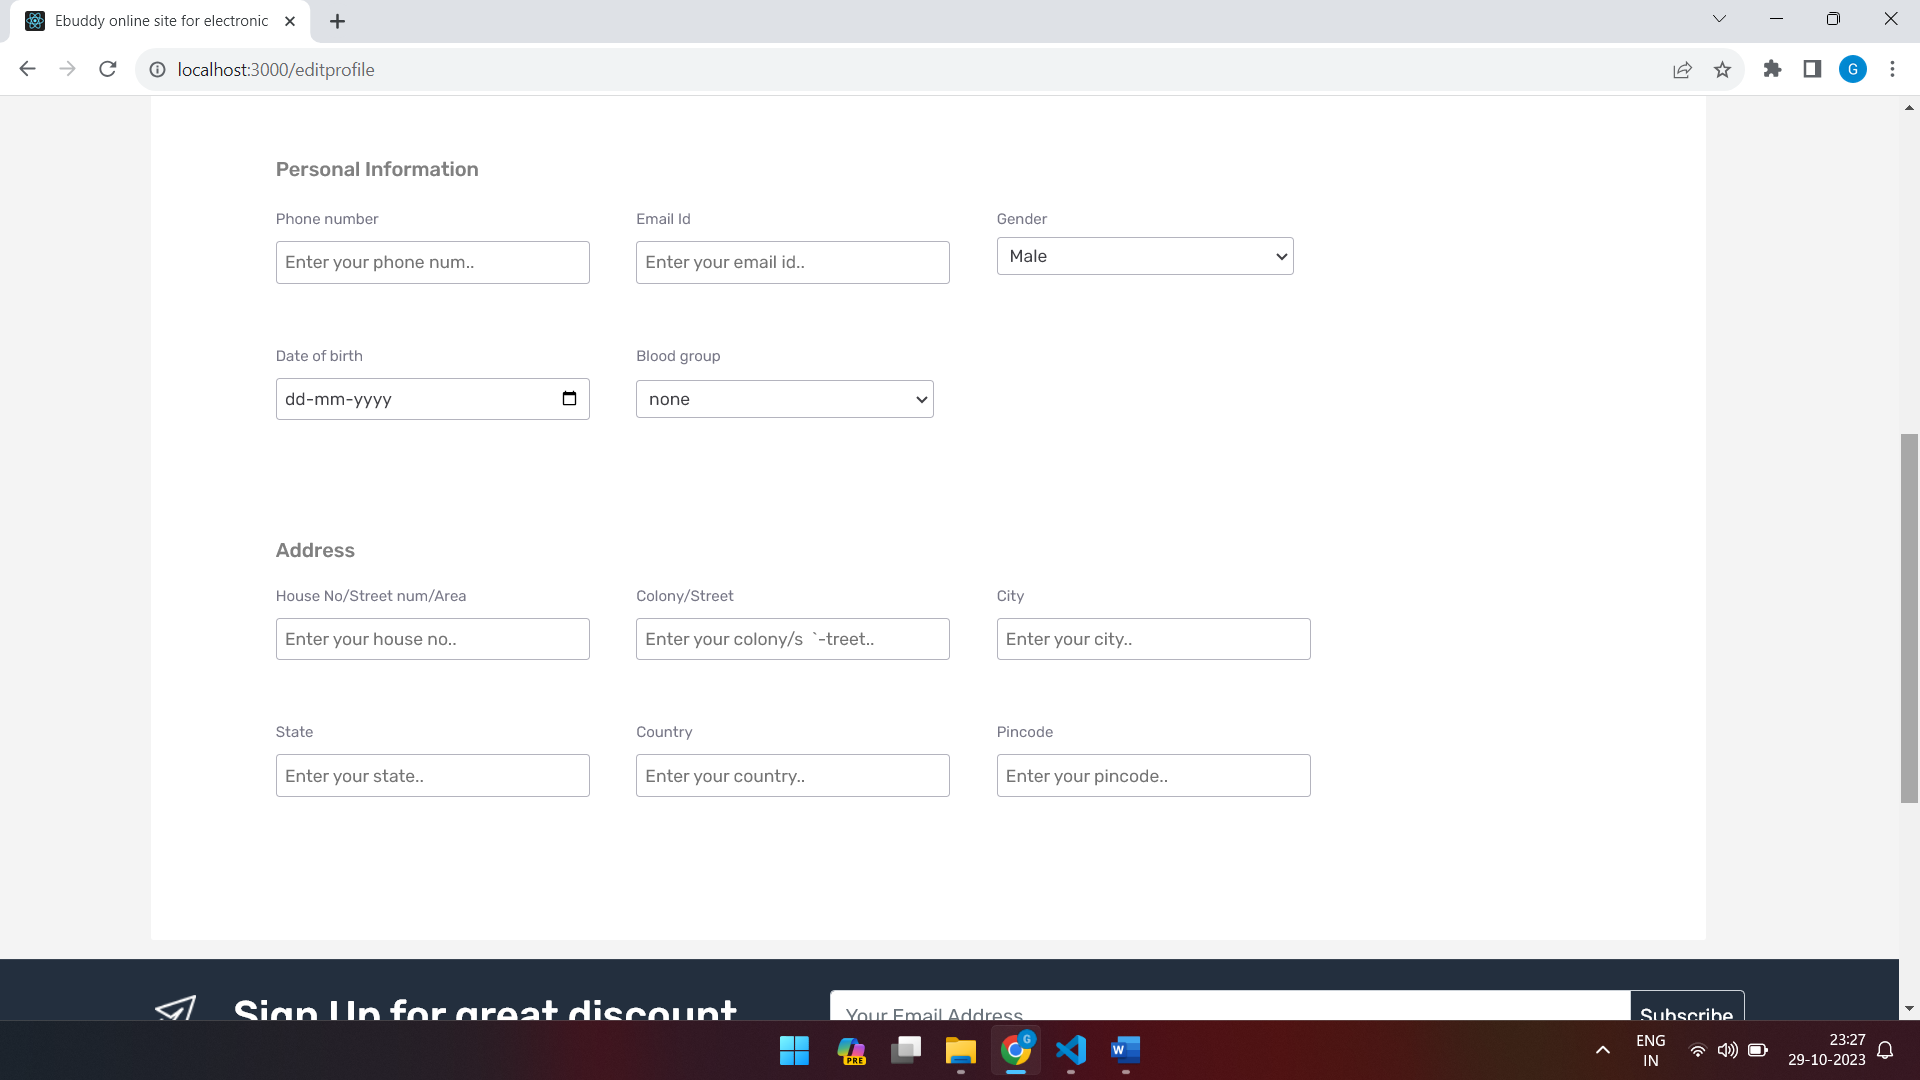 Ebuddy online site for electronic
localhost:3000/editprofile
G
Personal Information
Phone number Email Id Gender
Enter your phone num.. Enter your email id.. Male
Date of birth Blood group
dd-mm-yyyy none
Address
House No/Street num/Area Colony/Street City
Enter your house no.. Enter your colony/s `-treet.. Enter your city..
State Country Pincode
Enter your state.. Enter your country.. Enter your pincode..
Sign Up for great discount Your Email Address Subscribe
PRE G W ENG 23:27
IN 29-10-2023